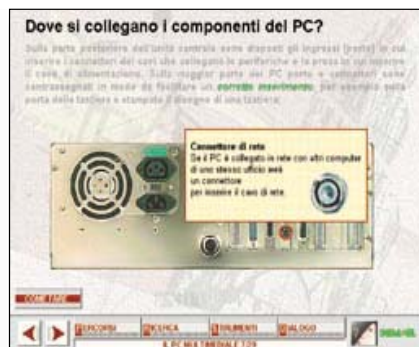 Dove si collegano i componenti del PC?
Sulla parte posteriore dell'unità centrale sono disposti gli ingressi (porte) in cui
inserire i connettori dei cavi che collegano le periferiche e la presa in cui inserire
il cavo di alimentazione. Sulla maggior parte dei PC porte e connettori sono
contrassegnati in modo da facilitare un corretto inserimento: per esempio sulla
porta della tastiera è stampato il disegno di una tastiera.
Connettore di rete
Se il PC è collegato in rete con altri computer
di uno stesso ufficio avrà
un connettore
per inserire il cavo di rete.
COME FARE
PERCORSI RICERCA STRUMENTI DIALOGO
IL PC MULTIMEDIALE